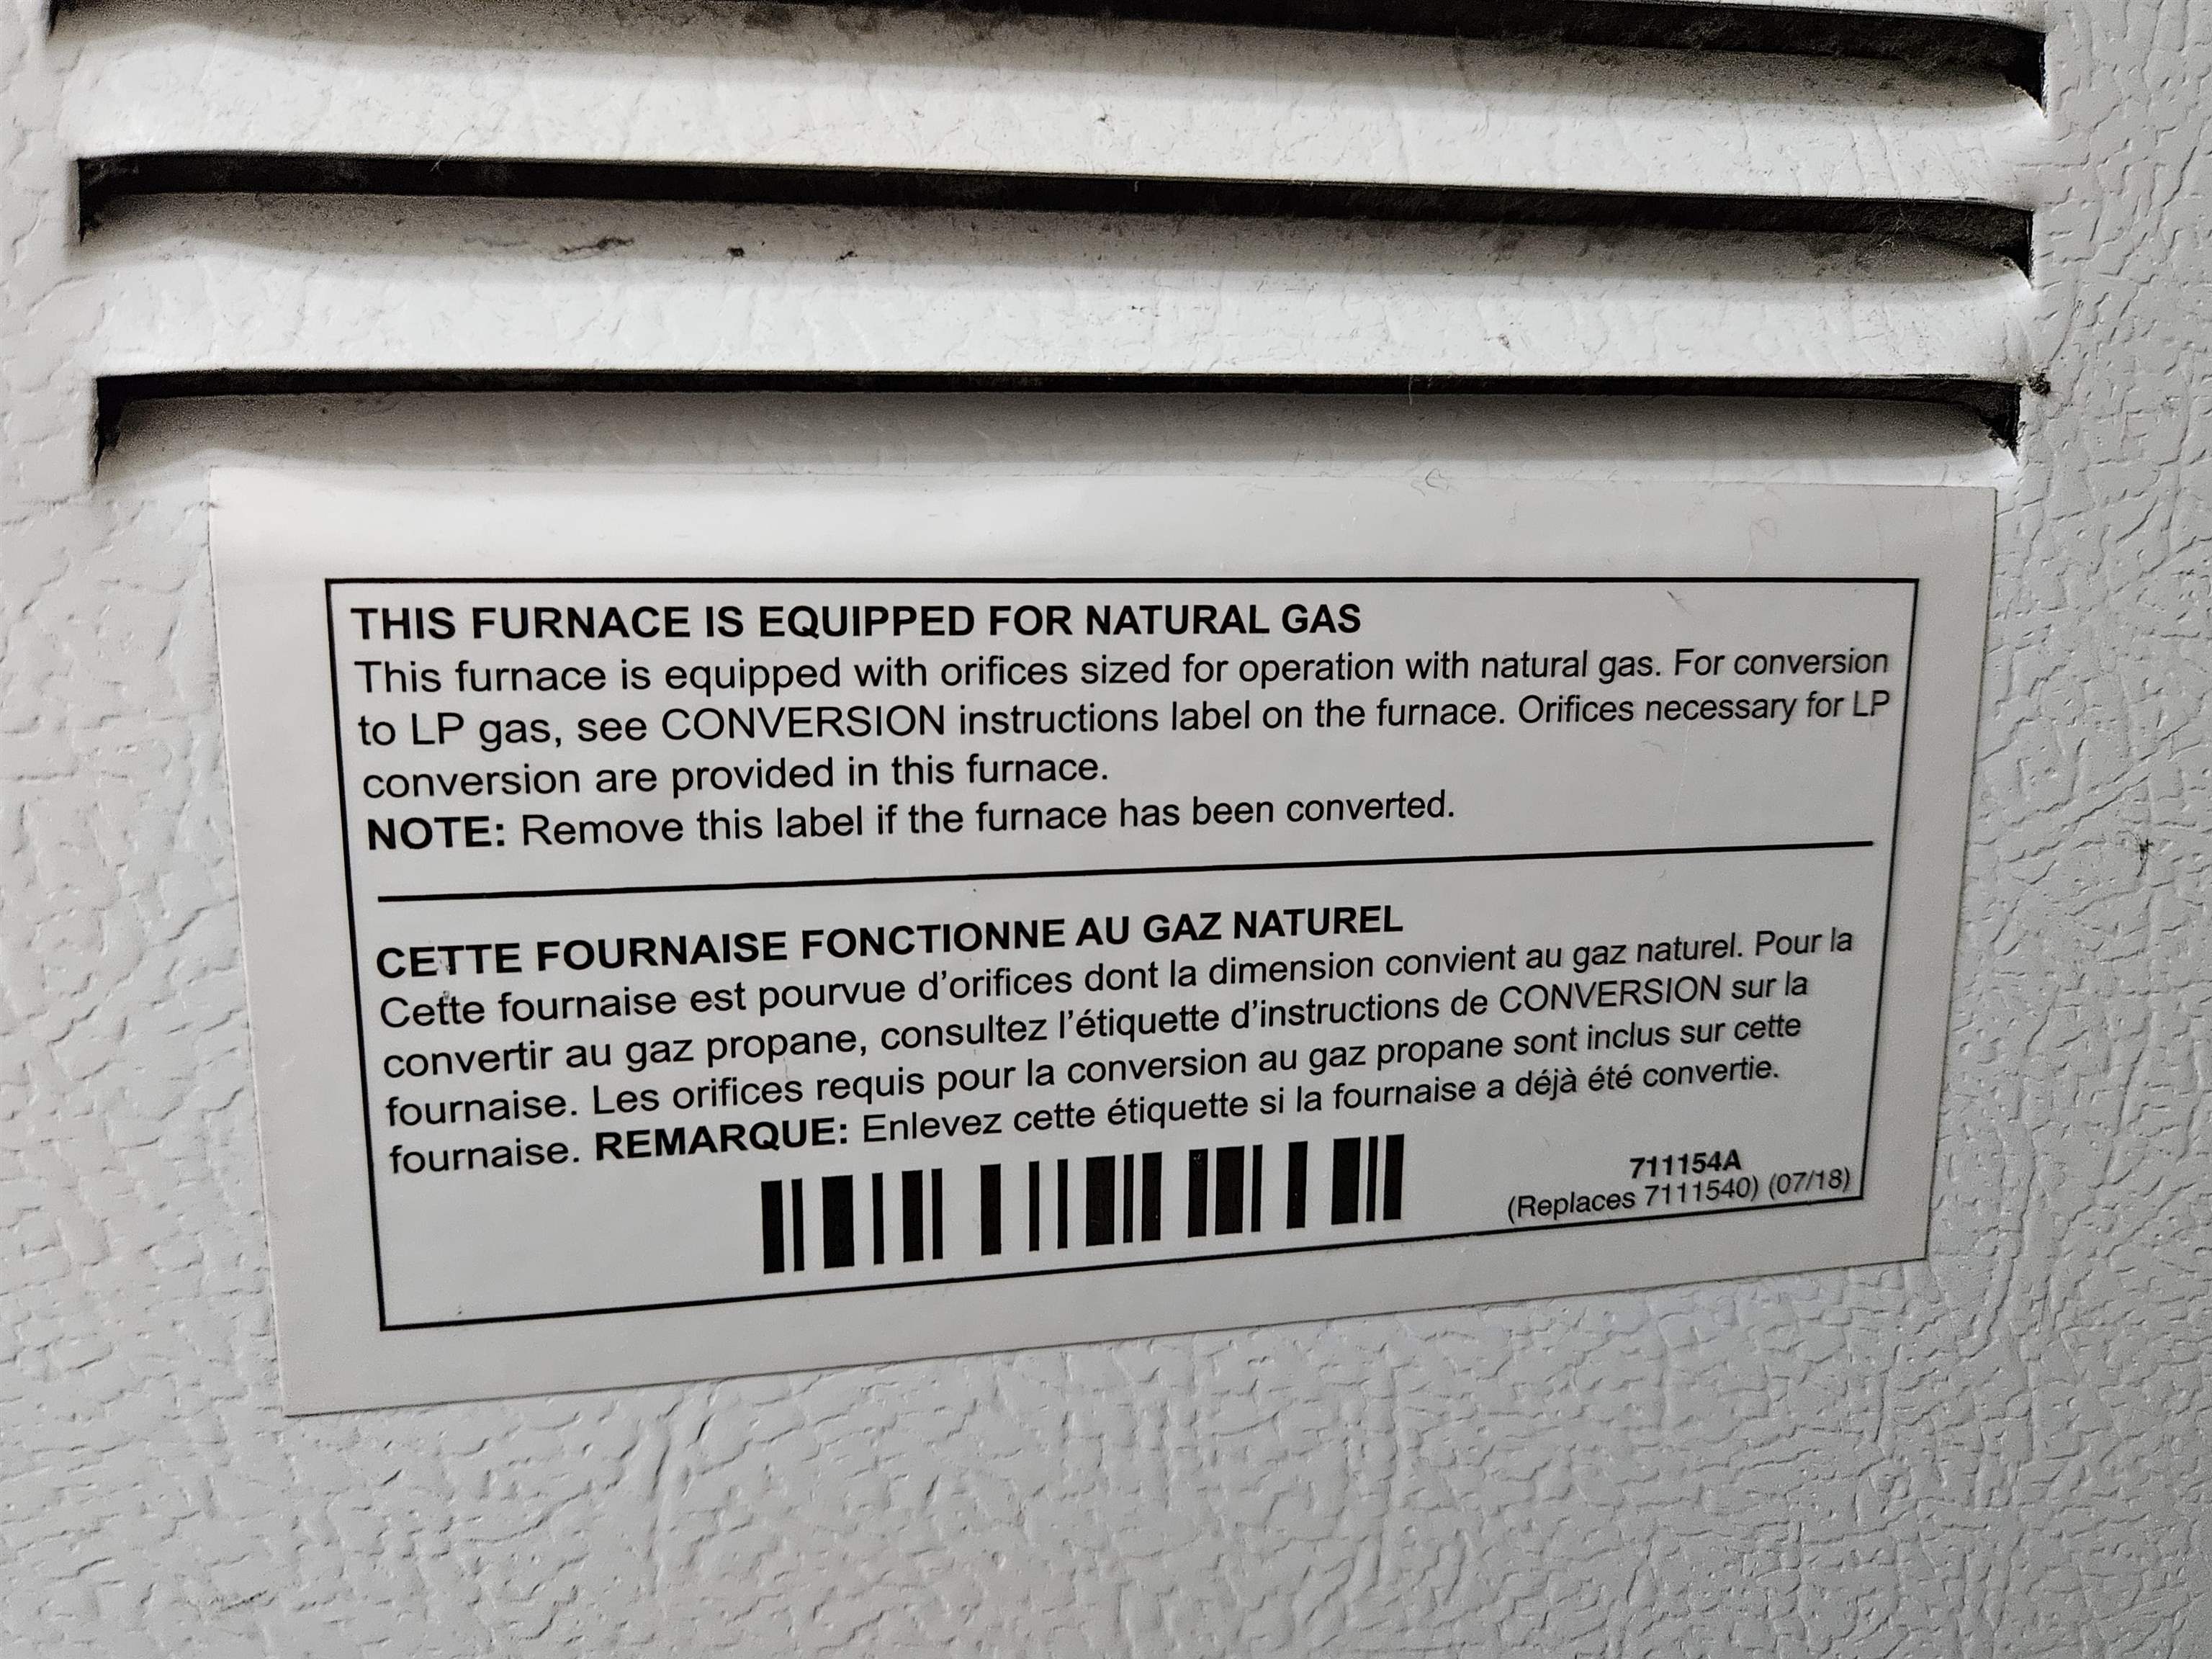 THIS FURNACE IS EQUIPPED FOR NATURAL GAS
This furnace is equipped with orifices sized for operation with natural gas. For conversion
to LP gas, see CONVERSION instructions label on the furnace. Orifices necessary for LP
conversion are provided in this furnace.
NOTE: Remove this label if the furnace has been converted.
CETTE FOURNAISE FONCTIONNE AU GAZ NATUREL
Cette fournaise est pourvue d'orifices dont la dimension convient au gaz naturel. Pour la
convertir au gaz propane, consultez l'étiquette d'instructions de CONVERSION sur la
fournaise. Les orifices requis pour la conversion au gaz propane sont inclus sur cette
fournaise. REMARQUE: Enlevez cette étiquette si la fournaise a déjà été convertie.
711154A
(Replaces 7111540) (07/18)